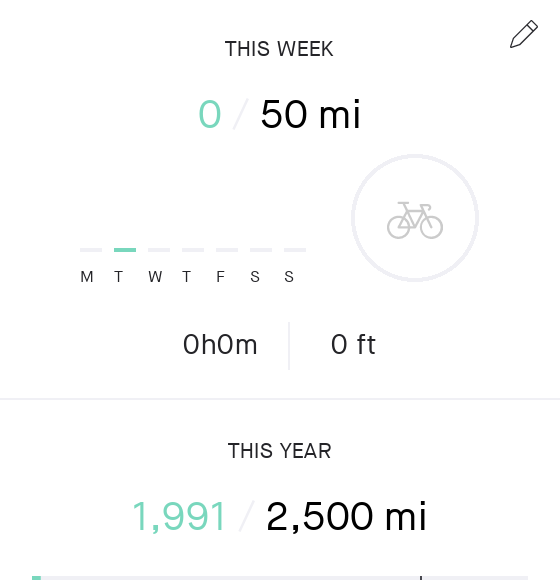 THIS WEEK
0 / 50 mi
M T W T F S S
0h0m | 0 ft
THIS YEAR
1,991 / 2,500 mi